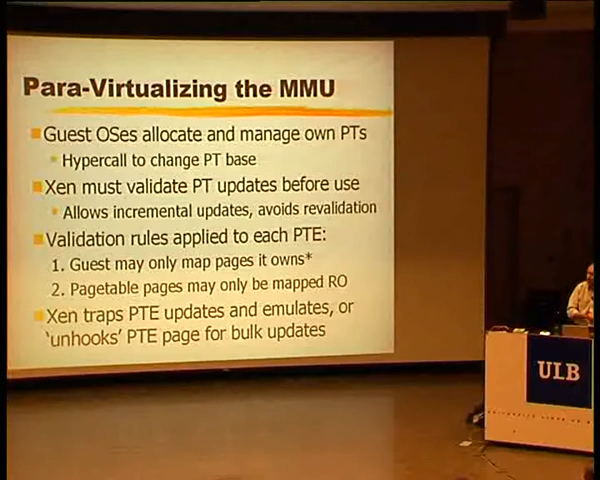 Para-Virtualizing the MMU
Guest OSes allocate and manage own PTs
Hypercall to change PT base
Xen must validate PT updates before use
Allows incremental updates, avoids revalidation
Validation rules applied to each PTE:
1. Guest may only map pages it owns*
2. Pagetable pages may only be mapped RO
Xen traps PTE updates and emulates, or
'unhooks' PTE page for bulk updates
ULB